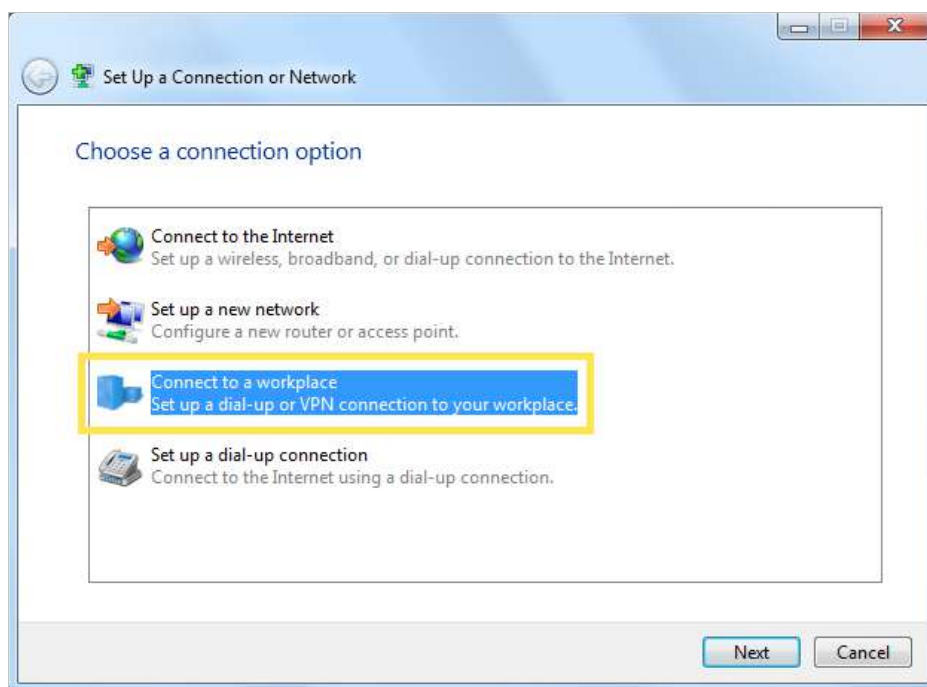 Set Up a Connection or Network
Choose a connection option
Connect to the Internet
Set up a wireless, broadband, or dial-up connection to the Internet.
Set up a new network
Configure a new router or access point.
Connect to a workplace
Set up a dial-up or VPN connection to your workplace.
Set up a dial-up connection
Connect to the Internet using a dial-up connection.
Next
Cancel